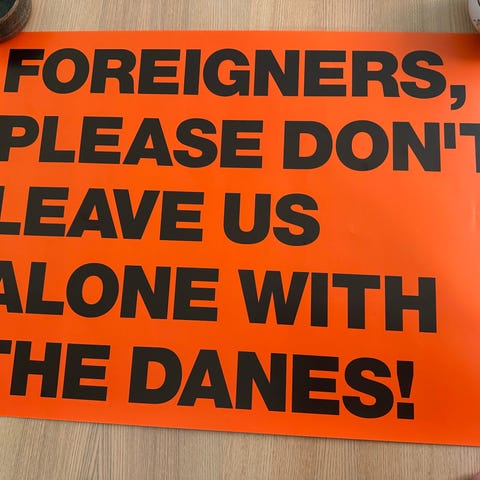 FOREIGNERS,
PLEASE DON'T
LEAVE US
ALONE WITH
THE DANES!